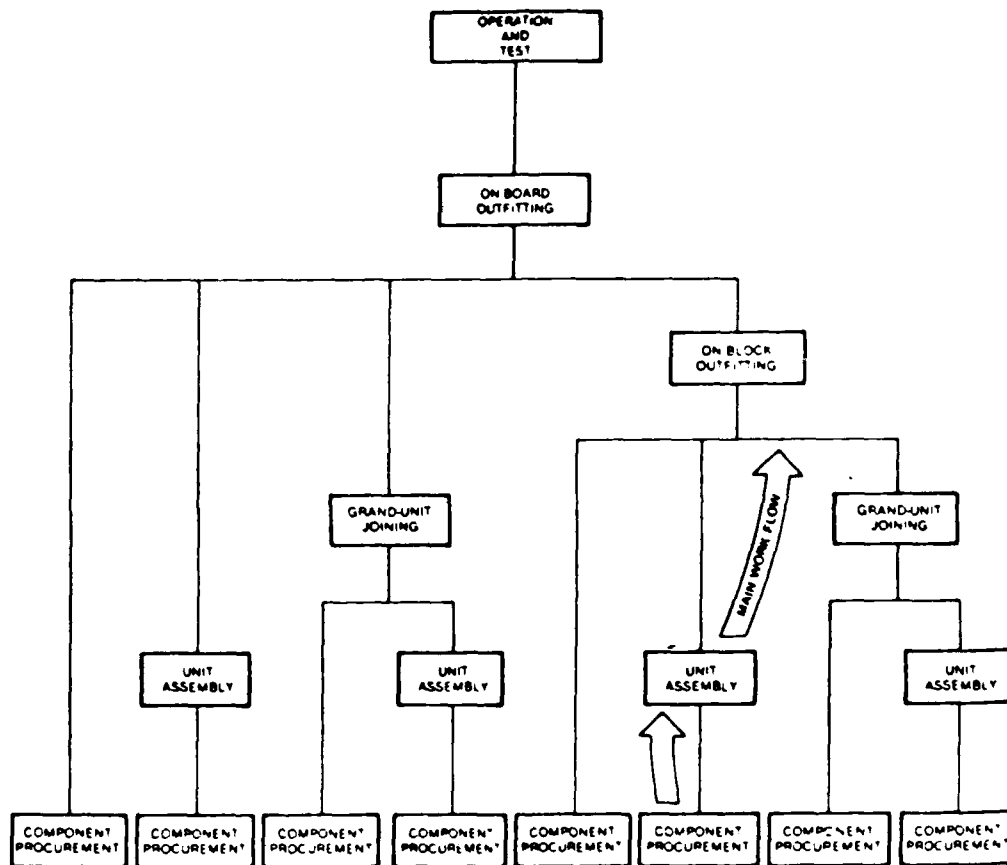 OPERATION
AND
TEST
ON BOARD
OUTFITTING
ON BLOCK
OUTFITTING
GRAND-UNIT
JOINING
MAIN WORK FLOW
GRAND-UNIT
JOINING
UNIT
ASSEMBLY
UNIT
ASSEMBLY
UNIT
ASSEMBLY
UNIT
ASSEMBLY
COMPONENT
PROCUREMENT
COMPONENT
PROCUREMENT
COMPONENT
PROCUREMENT
COMPONENT
PROCUREMENT
COMPONENT
PROCUREMENT
COMPONENT
PROCUREMENT
COMPONENT
PROCUREMENT
COMPONENT
PROCUREMENT